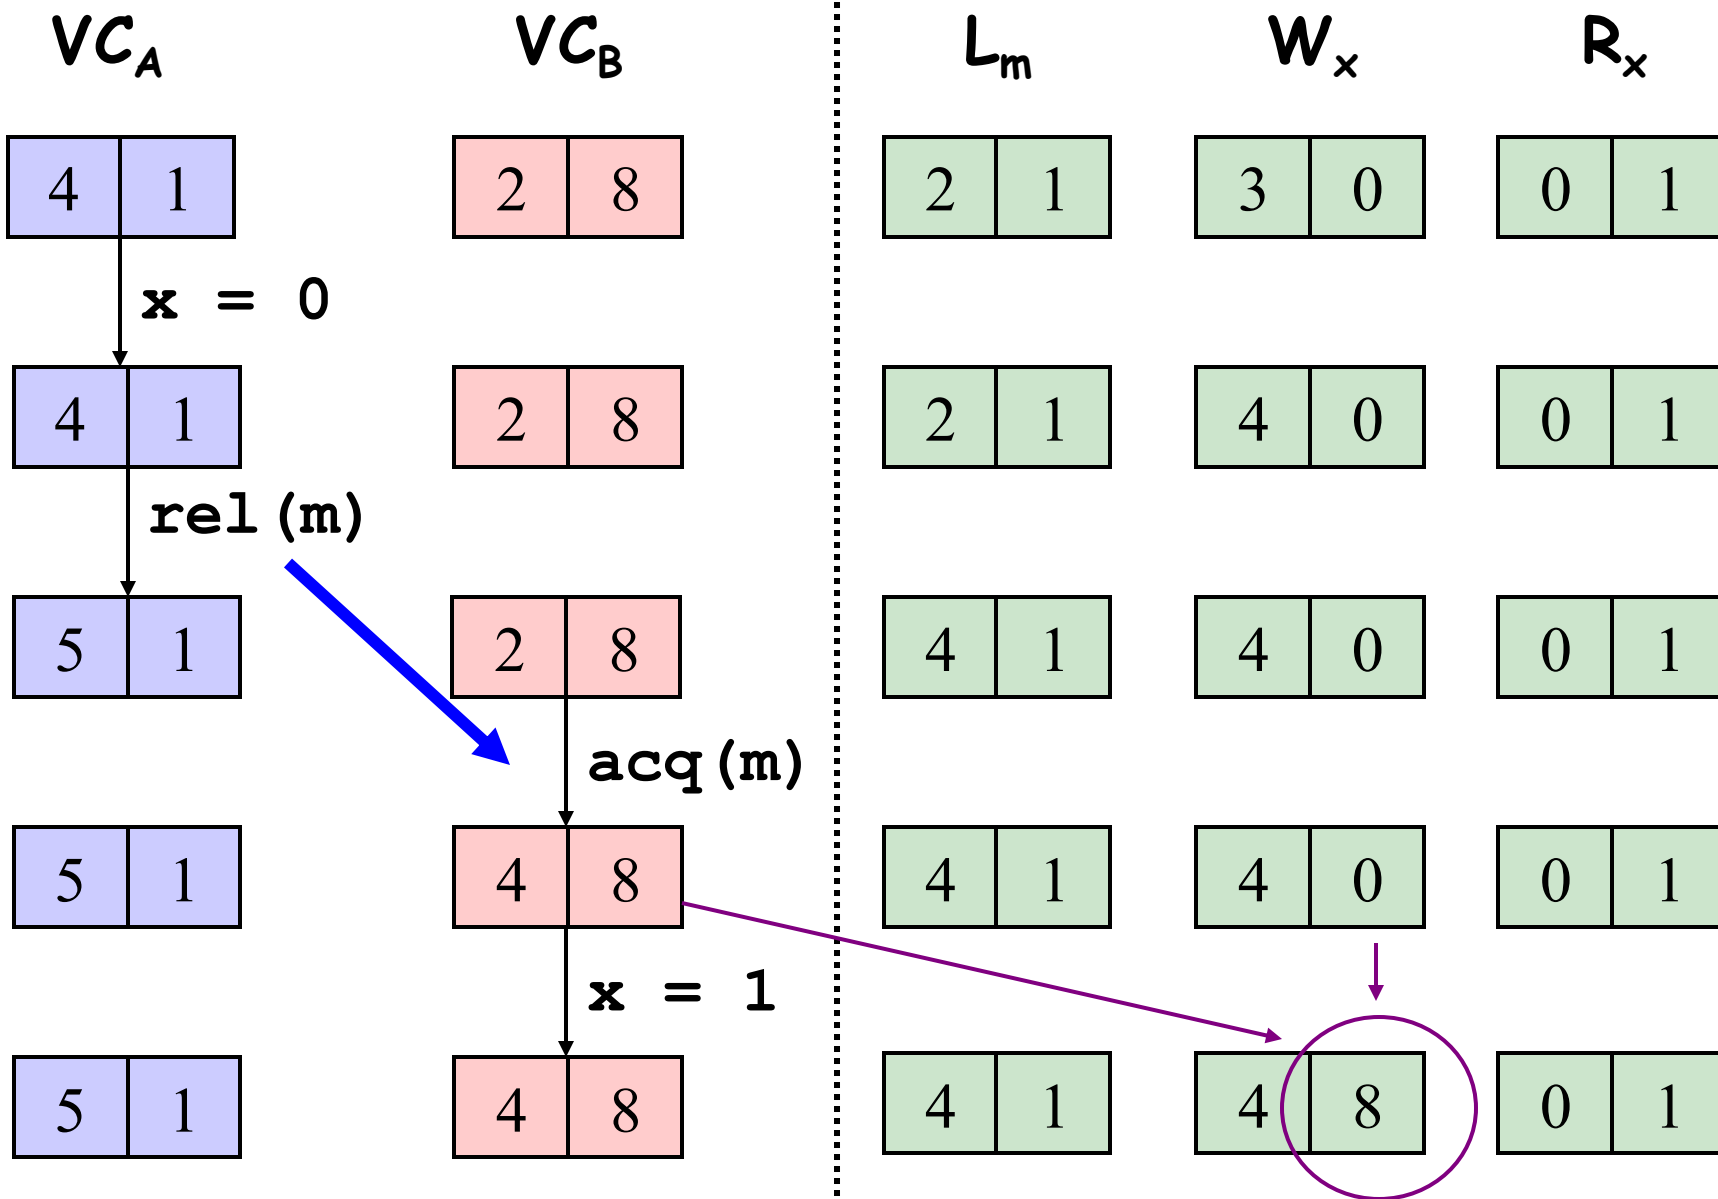 VCA VCB Lm Wx Rx
4 1 2 8 2 1 3 0 0 1
x = 0
4 1 2 8 2 1 4 0 0 1
rel(m)
5 1 2 8 4 1 4 0 0 1
acq(m)
5 1 4 8 4 1 4 0 0 1
x = 1
5 1 4 8 4 1 4 8 0 1